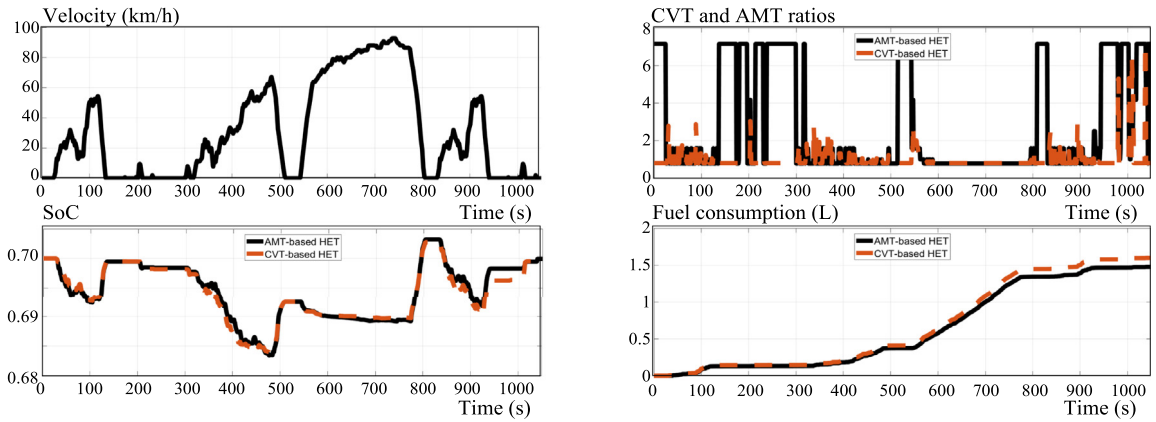 Velocity (km/h)
100
80
60
40
20
0
0 100 200 300 400 500 600 700 800 900 1000
Time (s)
CVT and AMT ratios
AMT-based HET
CVT-based HET
8
6
4
2
0
0 100 200 300 400 500 600 700 800 900 1000
Time (s)
SoC
AMT-based HET
CVT-based HET
0.70
0.69
0.68
0 100 200 300 400 500 600 700 800 900 1000
Time (s)
Fuel consumption (L)
AMT-based HET
CVT-based HET
2
1.5
1
0.5
0
0 100 200 300 400 500 600 700 800 900 1000
Time (s)